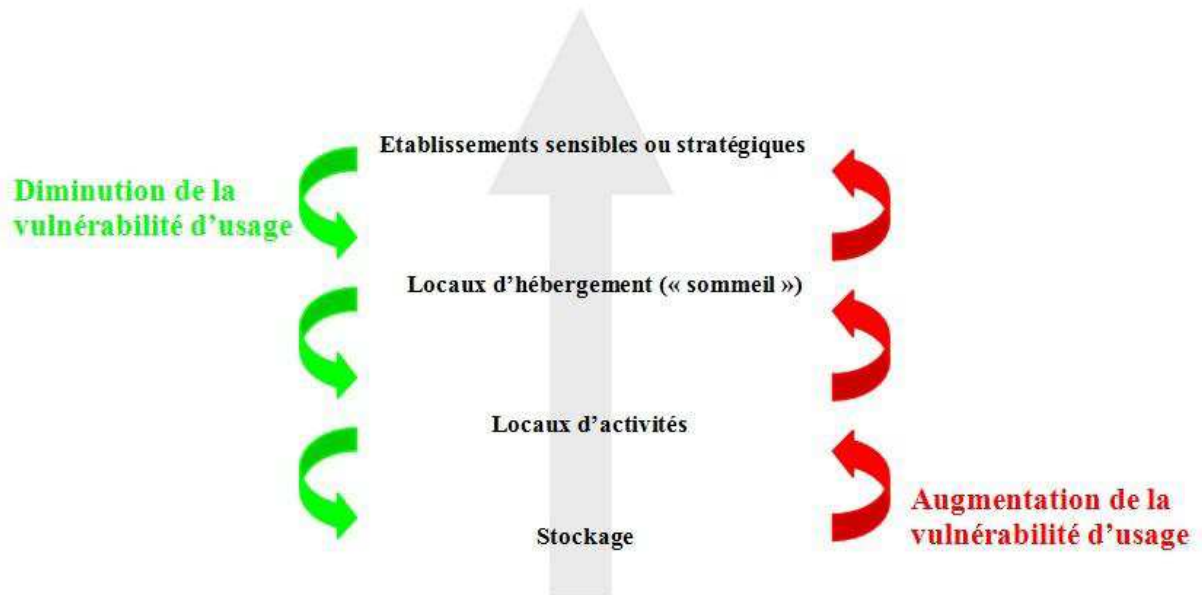 Etablissements sensibles ou stratégiques
Diminution de la
vulnérabilité d’usage
Locaux d’hébergement (« sommeil »)
Locaux d’activités
Stockage
Augmentation de la
vulnérabilité d’usage